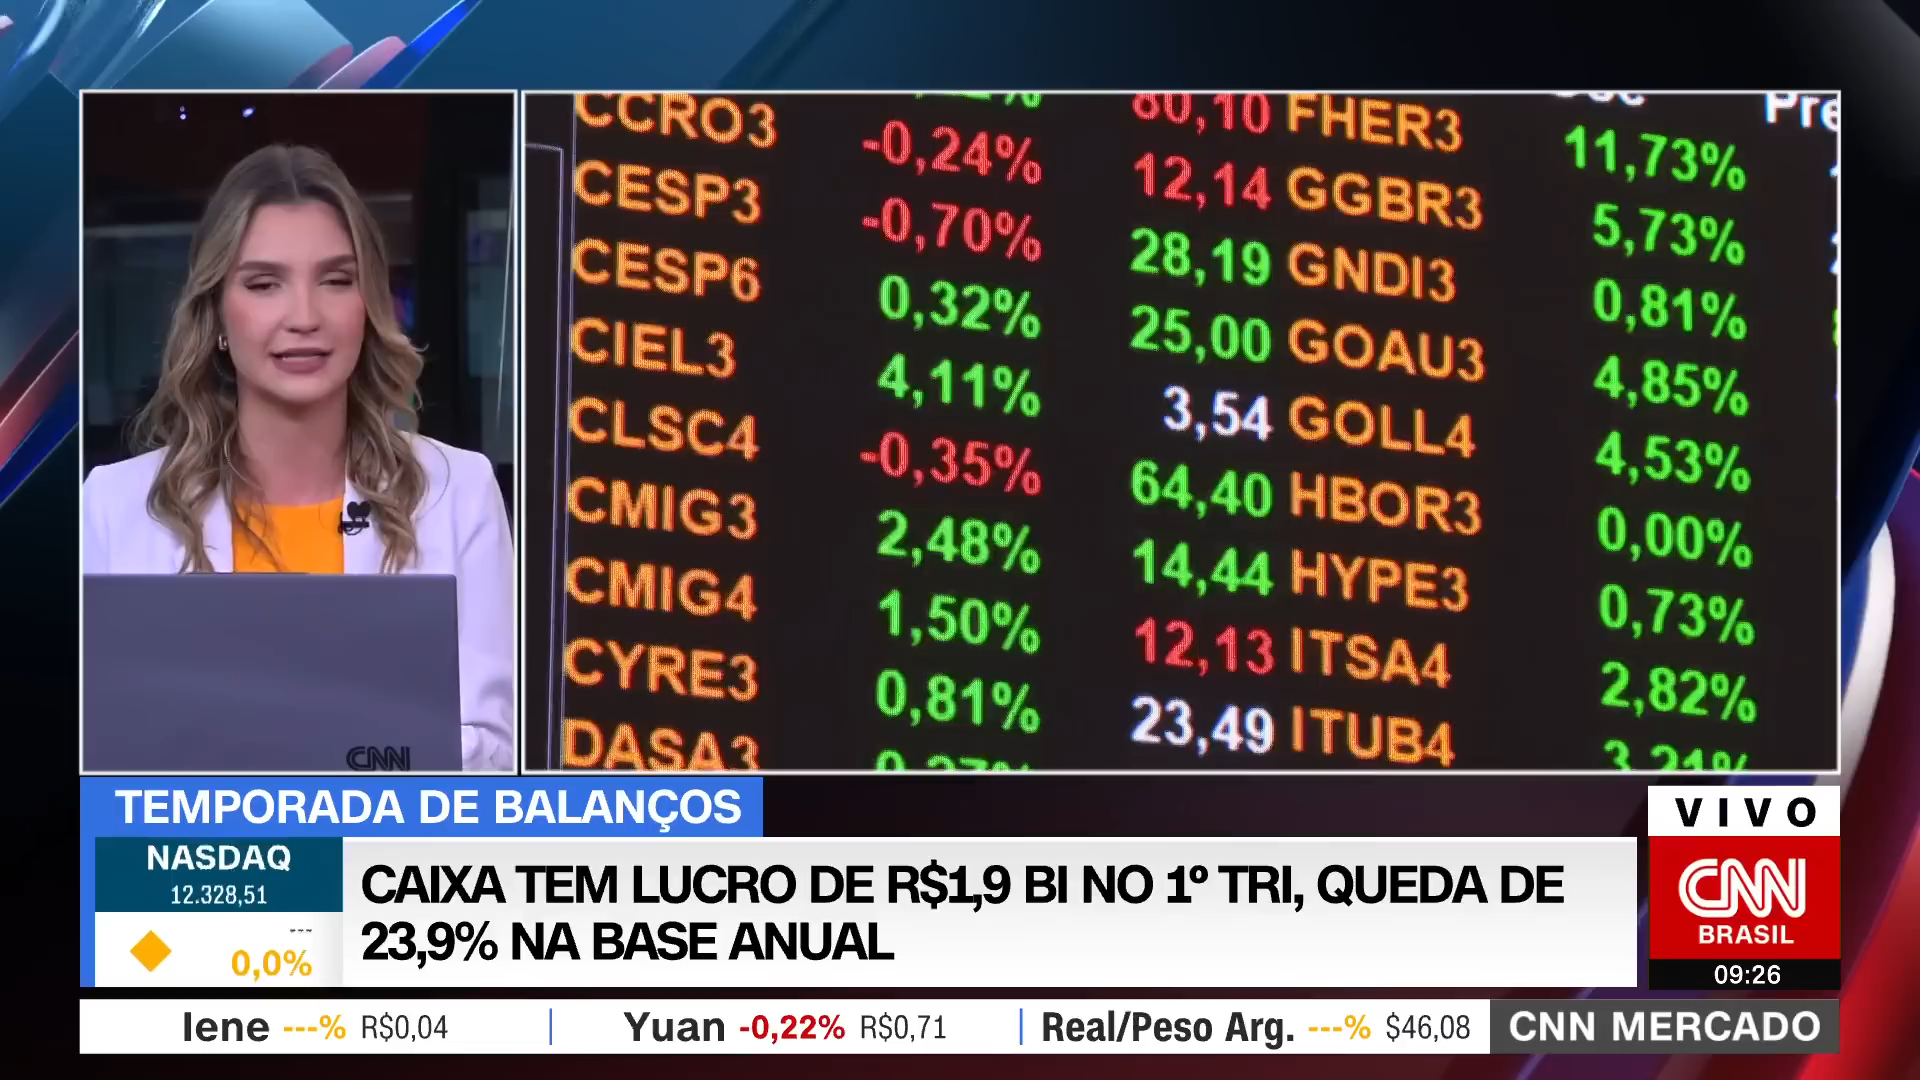 CCRO3
-0,24%
80,10
FHER3
11,73%
CESP3
-0,70%
12,14
GGBR3
5,73%
CESP6
0,32%
28,19
GNDI3
0,81%
CIEL3
4,11%
25,00
GOAU3
4,85%
CLSC4
-0,35%
3,54
GOLL4
4,53%
CMIG3
2,48%
64,40
HBOR3
0,00%
CMIG4
1,50%
14,44
HYPE3
0,73%
CYRE3
0,81%
12,13
ITSA4
2,82%
DASA3
23,49
ITUB4
3,21%
CNN
TEMPORADA DE BALANÇOS
NASDAQ
12.328,51
---
0,0%
CAIXA TEM LUCRO DE R$1,9 BI NO 1º TRI, QUEDA DE
23,9% NA BASE ANUAL
VIVO
CNN
BRASIL
09:26
Iene ---% R$0,04
Yuan -0,22% R$0,71
Real/Peso Arg. ---% $46,08
CNN MERCADO